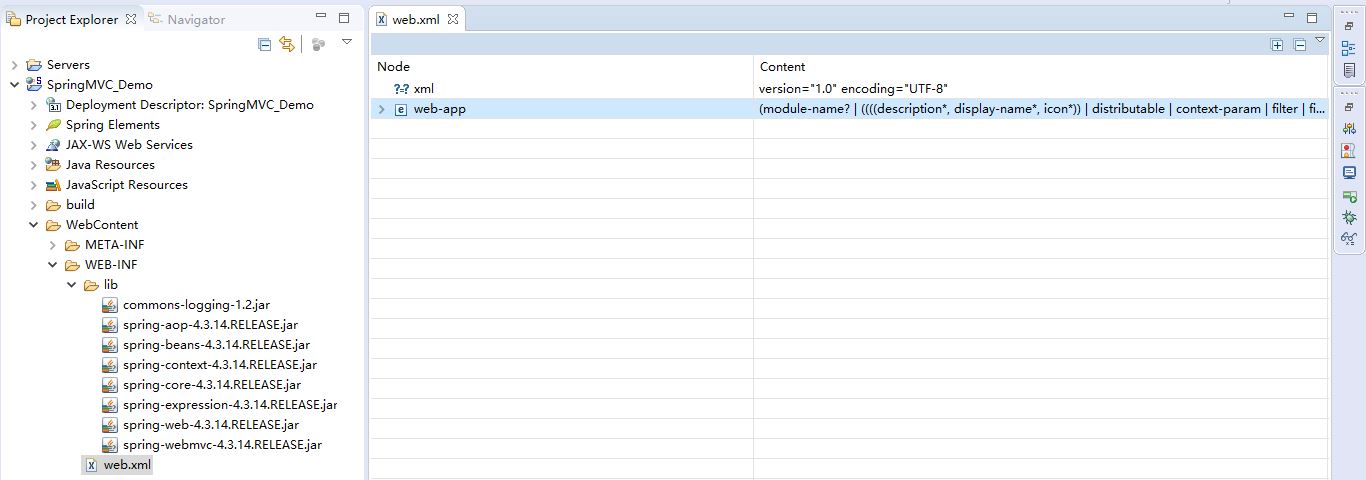 Project Explorer
Navigator
Servers
SpringMVC_Demo
Deployment Descriptor: SpringMVC_Demo
Spring Elements
JAX-WS Web Services
Java Resources
JavaScript Resources
build
WebContent
META-INF
WEB-INF
lib
commons-logging-1.2.jar
spring-aop-4.3.14.RELEASE.jar
spring-beans-4.3.14.RELEASE.jar
spring-context-4.3.14.RELEASE.jar
spring-core-4.3.14.RELEASE.jar
spring-expression-4.3.14.RELEASE.jar
spring-web-4.3.14.RELEASE.jar
spring-webmvc-4.3.14.RELEASE.jar
web.xml
web.xml
Node Content
?=? xml version="1.0" encoding="UTF-8"
e web-app (module-name? | ((((description*, display-name*, icon*)) | distributable | context-param | filter | fi...